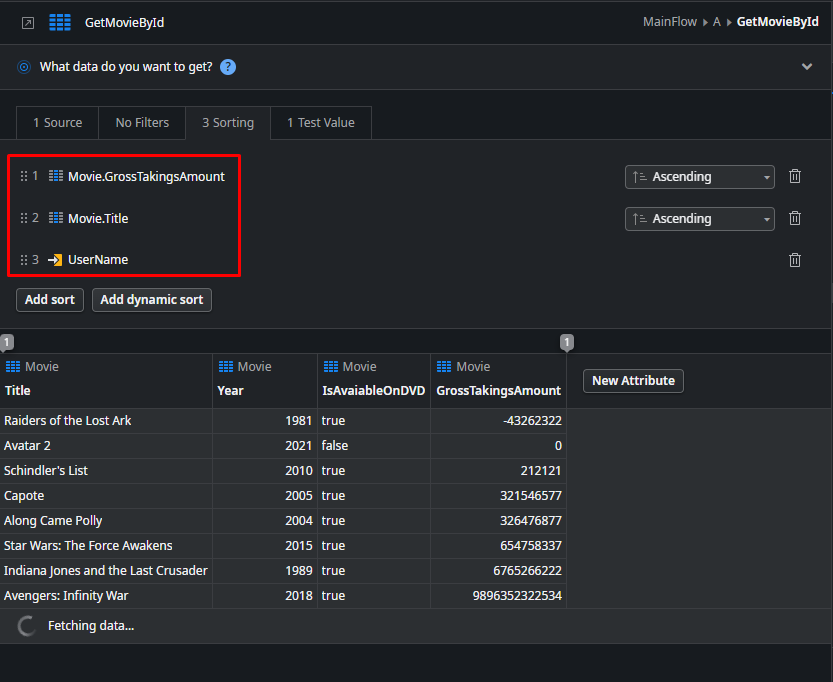 GetMovieById
MainFlow ▸ A ▸ GetMovieById
What data do you want to get? ?
1 Source No Filters 3 Sorting 1 Test Value
1 Movie.GrossTakingsAmount Ascending
2 Movie.Title Ascending
3 UserName
Add sort Add dynamic sort
1 1
Movie Movie Movie Movie
Title Year IsAvaiableOnDVD GrossTakingsAmount New Attribute
Raiders of the Lost Ark 1981 true -43262322
Avatar 2 2021 false 0
Schindler's List 2010 true 212121
Capote 2005 true 321546577
Along Came Polly 2004 true 326476877
Star Wars: The Force Awakens 2015 true 654758337
Indiana Jones and the Last Crusader 1989 true 6765266222
Avengers: Infinity War 2018 true 9896352322534
Fetching data...